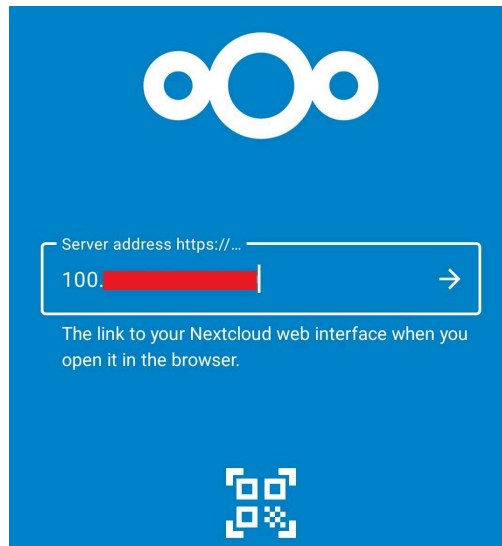 Server address https://...
100.
The link to your Nextcloud web interface when you
open it in the browser.